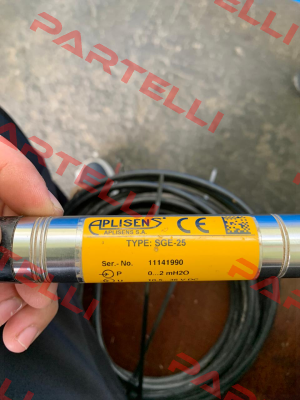 PARTELLI
APLISENS CE
APLISENS S.A.
TYPE: SGE-25
Ser.- No. 11141990
P 0...2 mH2O
PARTELLI
PARTELLI